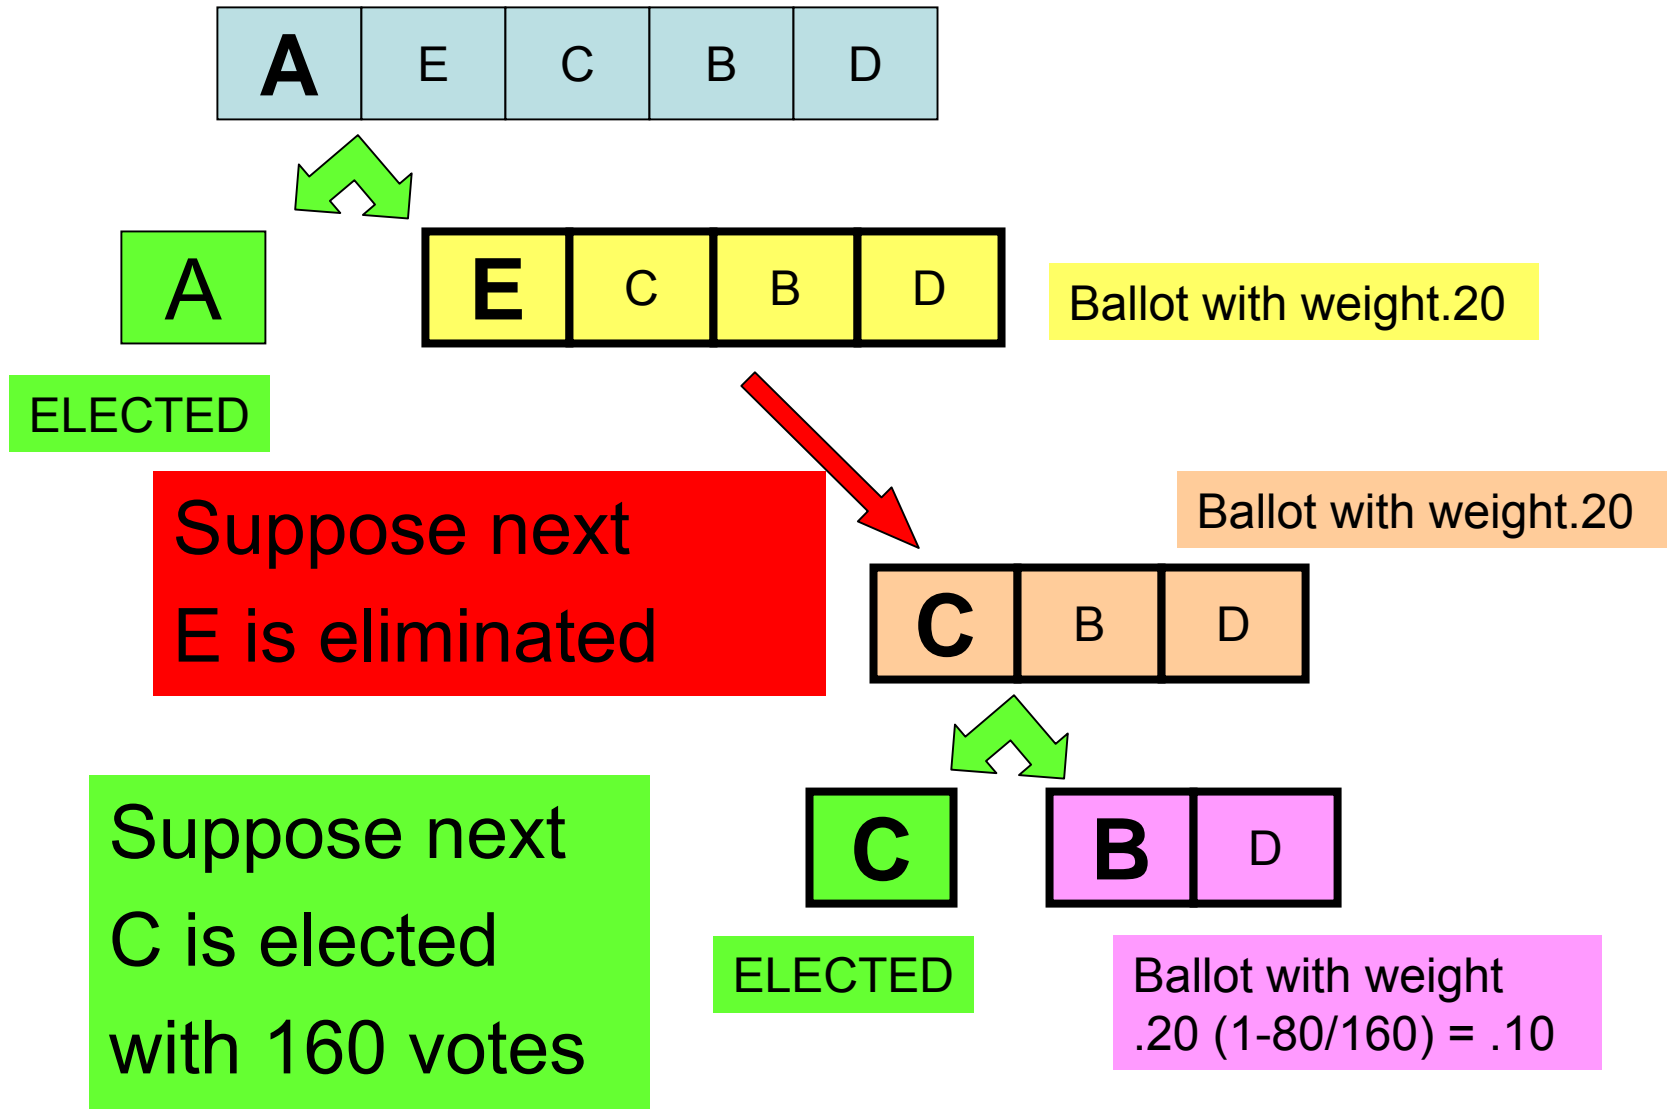 A E C B D
A E C B D
Ballot with weight.20
ELECTED
Suppose next
E is eliminated
Ballot with weight.20
C B D
Suppose next
C is elected
with 160 votes
C B D
ELECTED
Ballot with weight
.20 (1-80/160) = .10